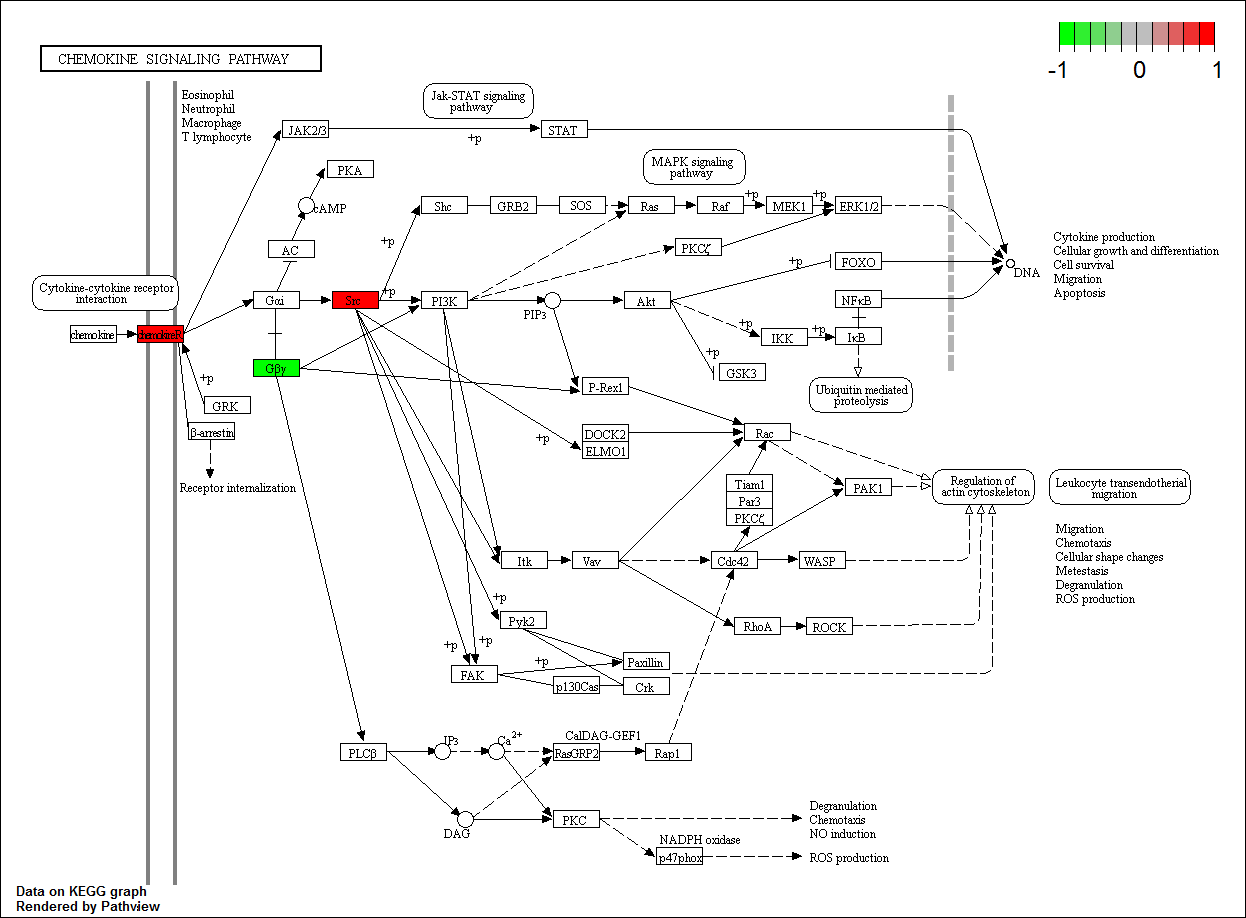 CHEMOKINE SIGNALING PATHWAY
-1 0 1
Eosinophil
Neutrophil
Macrophage
T lymphocyte
Jak-STAT signaling
pathway
JAK2/3
+p
STAT
MAPK signaling
pathway
PKA
cAMP
AC
Shc
GRB2
SOS
Ras
Raf
+p
MEK1
+p
ERK1/2
+p
PKCζ
+p
FOXO
Cytokine production
Cellular growth and differentiation
Cell survival
Migration
Apoptosis
DNA
Cytokine-cytokine receptor
interaction
Gαi
Src
+p
PI3K
PIP3
Akt
NFκB
chemokine
chemokineR
+p
IKK
+p
IκB
+p
GSK3
Gβγ
+p
GRK
β-arrestin
Receptor internalization
P-Rex1
Ubiquitin mediated
proteolysis
+p
DOCK2
ELMO1
Rac
Tiam1
Par3
PKCζ
PAK1
Regulation of
actin cytoskeleton
Leukocyte transendotherial
migration
Migration
Chemotaxis
Cellular shape changes
Metestasis
Degranulation
ROS production
Itk
Vav
Cdc42
WASP
+p
Pyk2
RhoA
ROCK
+p
+p
FAK
+p
Paxillin
p130Cas
Crk
PLCβ
IP3
Ca2+
CalDAG-GEF1
RasGRP2
Rap1
DAG
PKC
Degranulation
Chemotaxis
NO induction
NADPH oxidase
p47phox
ROS production
Data on KEGG graph
Rendered by Pathview